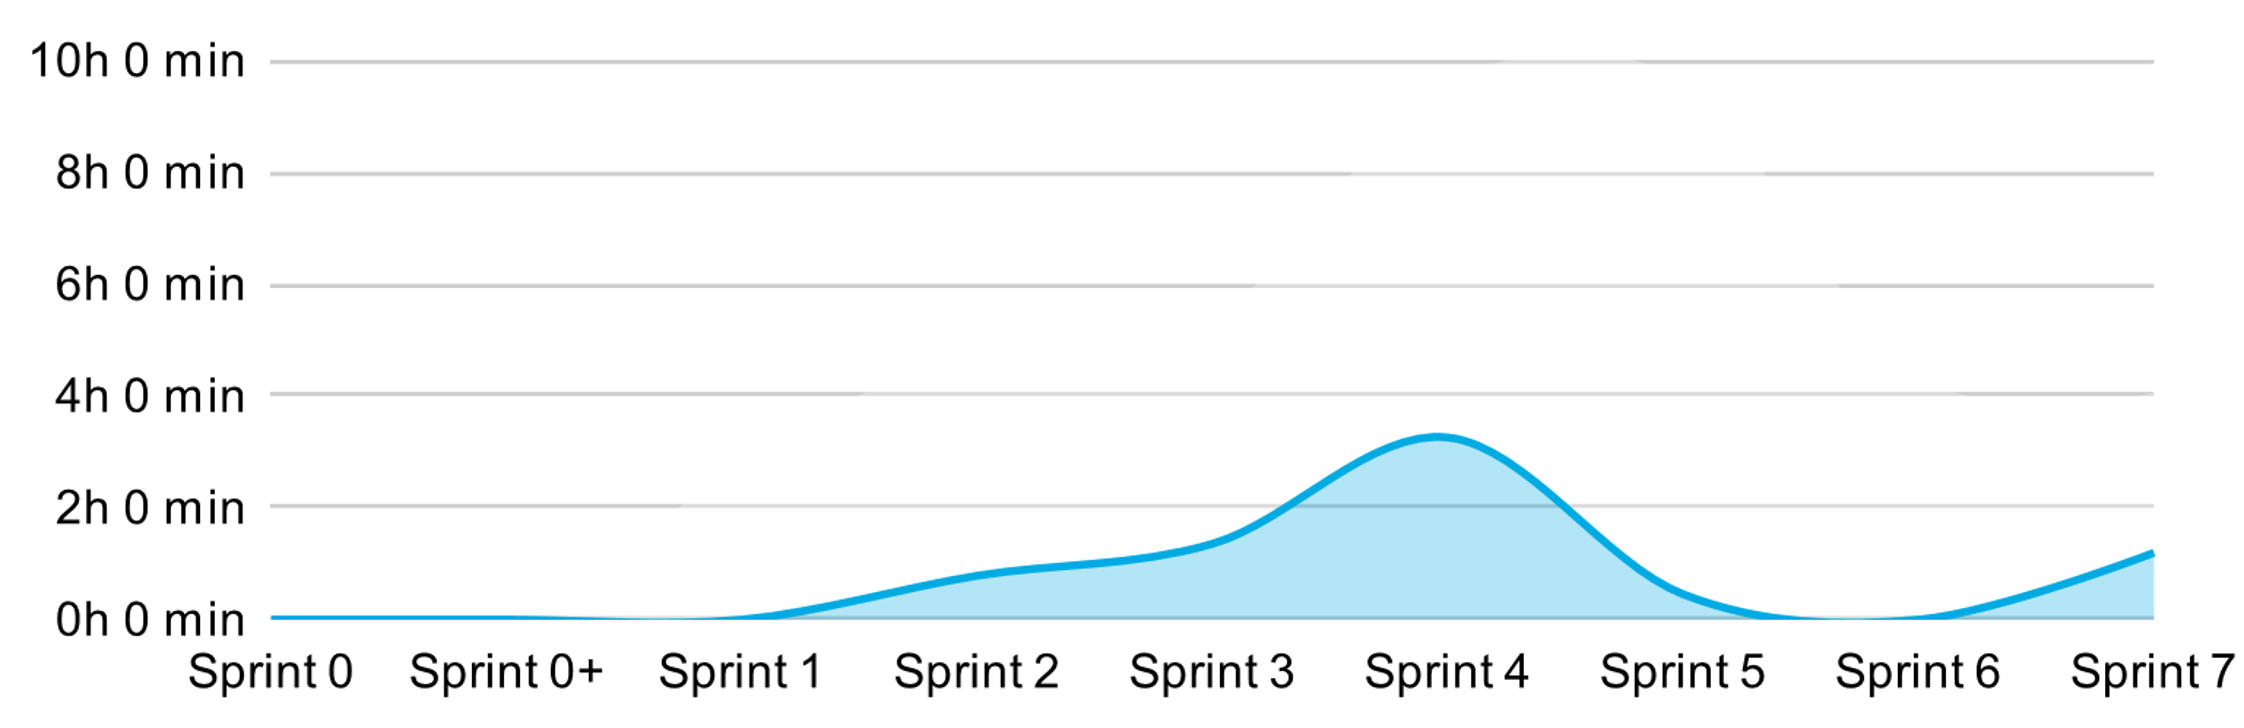 10h 0 min
8h 0 min
6h 0 min
4h 0 min
2h 0 min
0h 0 min
Sprint 0 Sprint 0+ Sprint 1 Sprint 2 Sprint 3 Sprint 4 Sprint 5 Sprint 6 Sprint 7